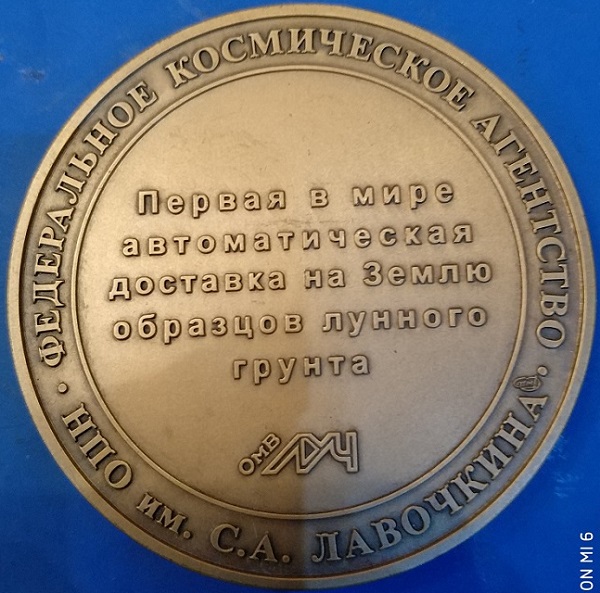 ФЕДЕРАЛЬНОЕ КОСМИЧЕСКОЕ АГЕНТСТВО
Первая в мире
автоматическая
доставка на Землю
образцов лунного
грунта
ОМВ ЛУЧ
НПО им. С.А. ЛАВОЧКИНА
ON MI 6